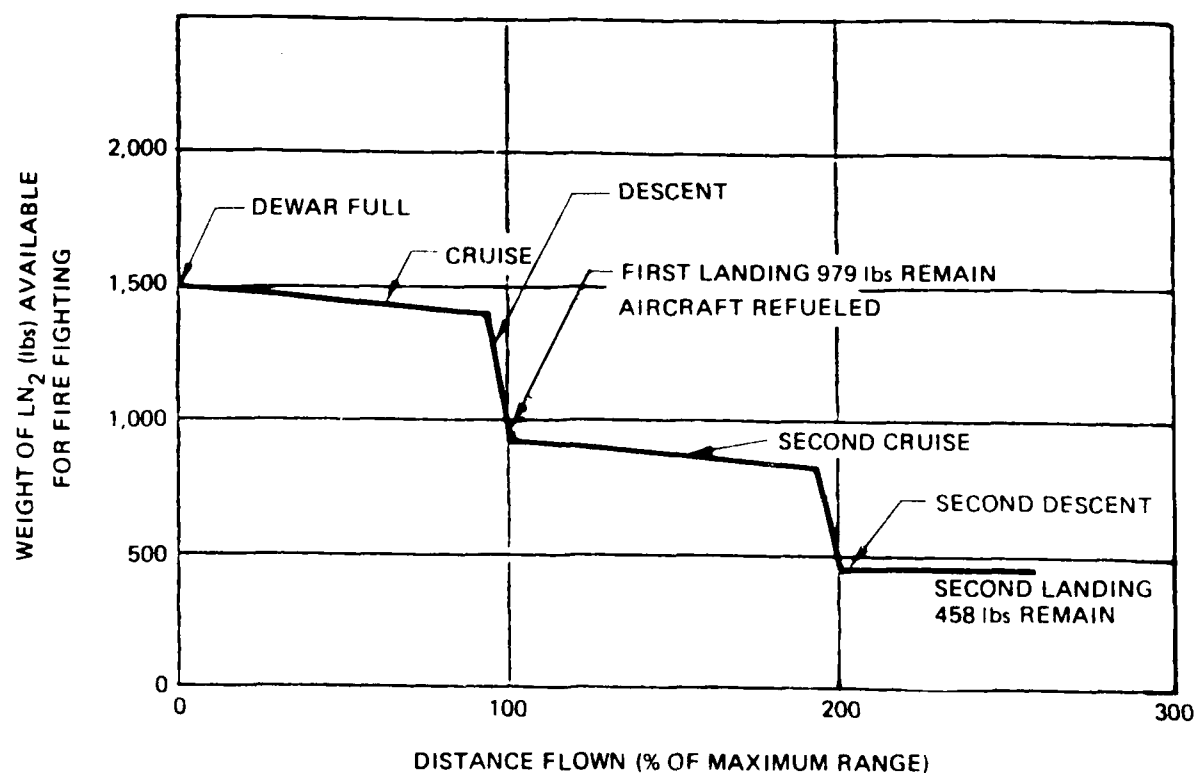 WEIGHT OF LN2 (lbs) AVAILABLE
FOR FIRE FIGHTING
2,000
1,500
1,000
500
0
DEWAR FULL
CRUISE
DESCENT
FIRST LANDING 979 lbs REMAIN
AIRCRAFT REFUELED
SECOND CRUISE
SECOND DESCENT
SECOND LANDING
458 lbs REMAIN
0
100
200
300
DISTANCE FLOWN (% OF MAXIMUM RANGE)